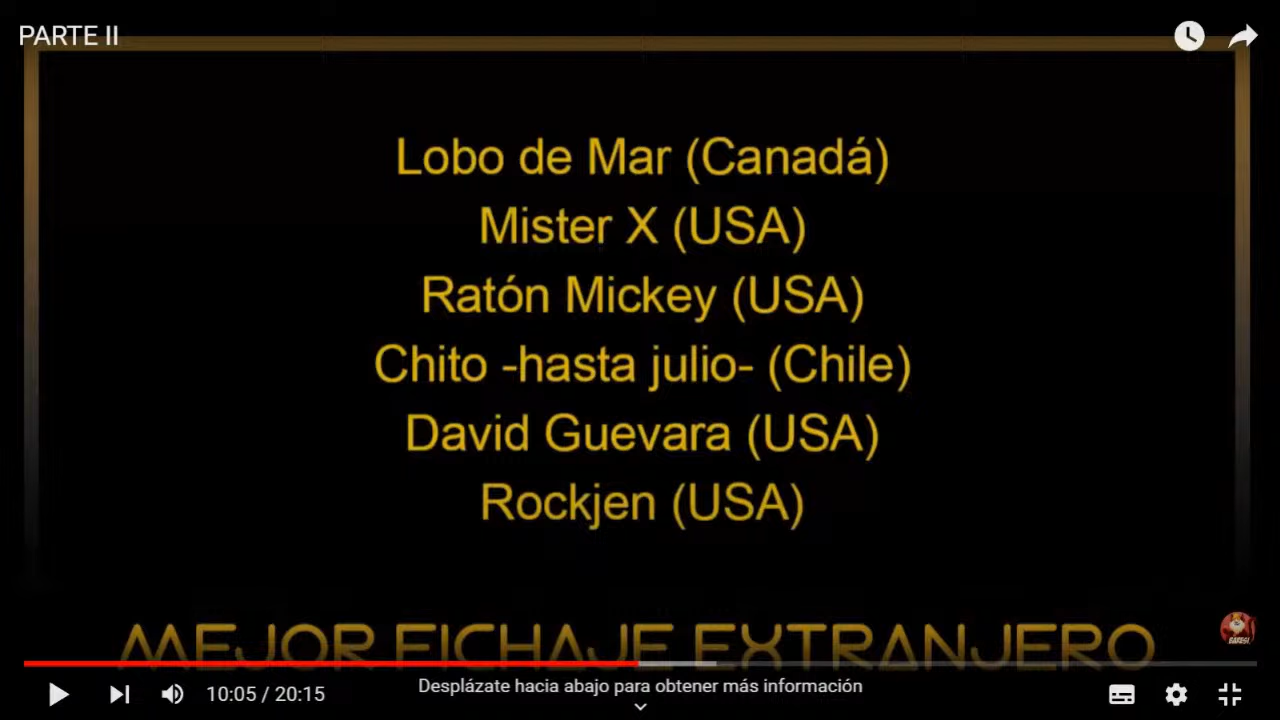 PARTE II
Lobo de Mar (Canadá)
Mister X (USA)
Ratón Mickey (USA)
Chito -hasta julio- (Chile)
David Guevara (USA)
Rockjen (USA)
MEJOR FICHAJE EXTRANJERO
10:05 / 20:15
Desplázate hacia abajo para obtener más información